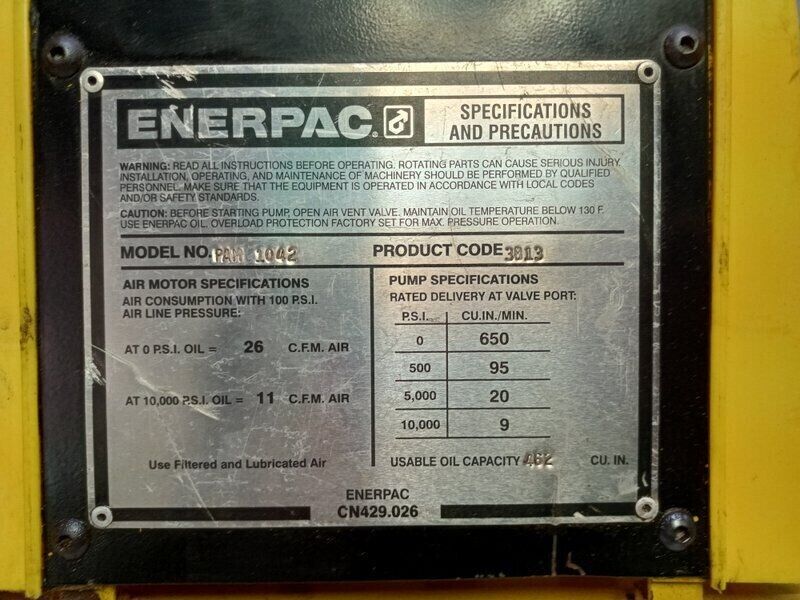 ENERPAC®
SPECIFICATIONS
AND PRECAUTIONS
WARNING: READ ALL INSTRUCTIONS BEFORE OPERATING. ROTATING PARTS CAN CAUSE SERIOUS INJURY.
INSTALLATION, OPERATING, AND MAINTENANCE OF MACHINERY SHOULD BE PERFORMED BY QUALIFIED
PERSONNEL. MAKE SURE THAT THE EQUIPMENT IS OPERATED IN ACCORDANCE WITH LOCAL CODES
AND/OR SAFETY STANDARDS.
CAUTION: BEFORE STARTING PUMP, OPEN AIR VENT VALVE. MAINTAIN OIL TEMPERATURE BELOW 130 F.
USE ENERPAC OIL. OVERLOAD PROTECTION FACTORY SET FOR MAX. PRESSURE OPERATION.
MODEL NO. PAM 1042 PRODUCT CODE 3813
AIR MOTOR SPECIFICATIONS
AIR CONSUMPTION WITH 100 P.S.I.
AIR LINE PRESSURE:
AT 0 P.S.I. OIL = 26 C.F.M. AIR
AT 10,000 P.S.I. OIL = 11 C.F.M. AIR
Use Filtered and Lubricated Air
PUMP SPECIFICATIONS
RATED DELIVERY AT VALVE PORT:
P.S.I. CU.IN./MIN.
0 650
500 95
5,000 20
10,000 9
USABLE OIL CAPACITY 462 CU. IN.
ENERPAC
CN429.026